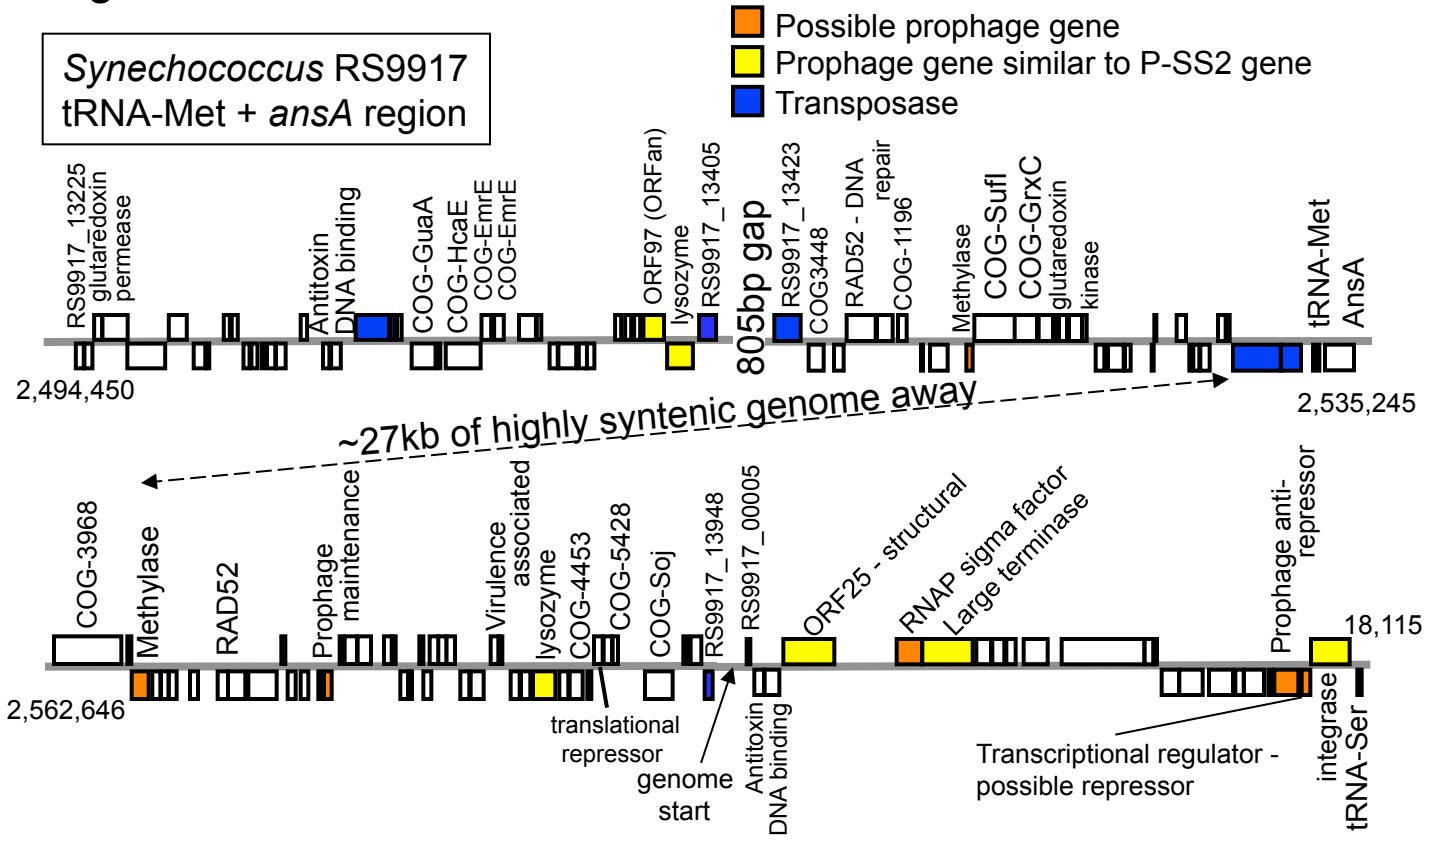 Synechococcus RS9917
tRNA-Met + ansA region
Possible prophage gene
Prophage gene similar to P-SS2 gene
Transposase
RS9917_13225
glutaredoxin
permease
Antitoxin
DNA binding
COG-GuaA
COG-HcaE
COG-EmrE
COG-EmrE
ORF97 (ORFan)
lysozyme
RS9917_13405
805bp gap
RS9917_13423
COG3448
RAD52 - DNA
repair
COG-1196
Methylase
COG-SufI
COG-GrxC
glutaredoxin
kinase
tRNA-Met
AnsA
2,494,450
2,535,245
~27kb of highly syntenic genome away
COG-3968
Methylase
RAD52
Prophage
maintenance
Virulence
associated
lysozyme
COG-4453
COG-5428
COG-Soj
RS9917_13948
RS9917_00005
ORF25 - structural
RNAP sigma factor
Large terminase
Prophage anti-
repressor
18,115
2,562,646
translational
repressor
genome
start
Antitoxin
DNA binding
Transcriptional regulator -
possible repressor
integrase
tRNA-Ser